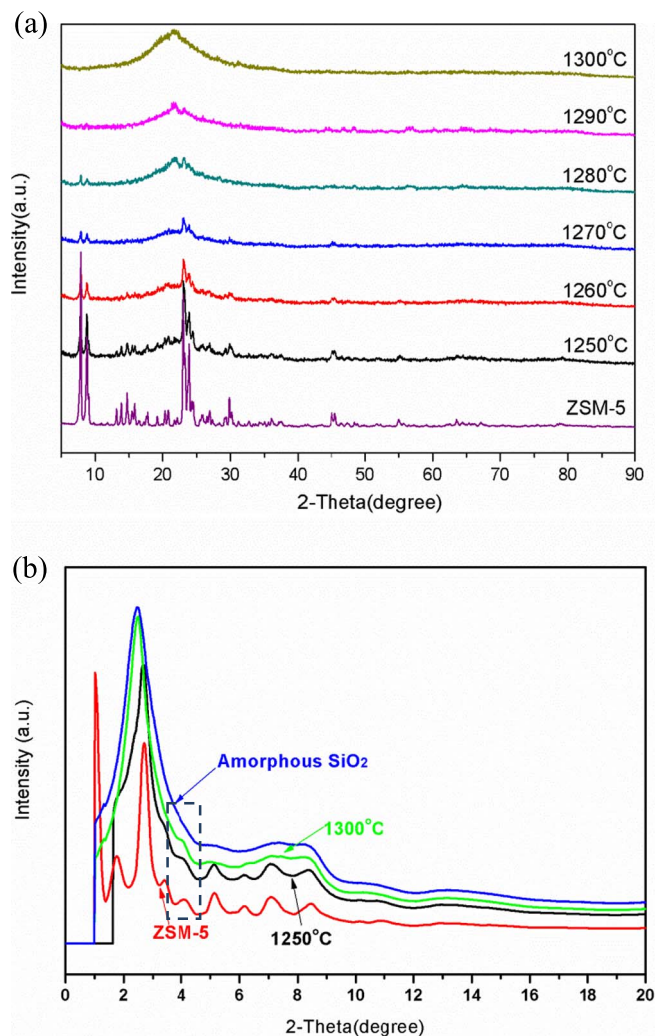 (a)
1300°C
1290°C
1280°C
1270°C
1260°C
1250°C
ZSM-5
Intensity(a.u.)
10 20 30 40 50 60 70 80 90
2-Theta(degree)
(b)
Amorphous SiO₂
1300°C
ZSM-5
1250°C
Intensity (a.u.)
0 2 4 6 8 10 12 14 16 18 20
2-Theta(degree)